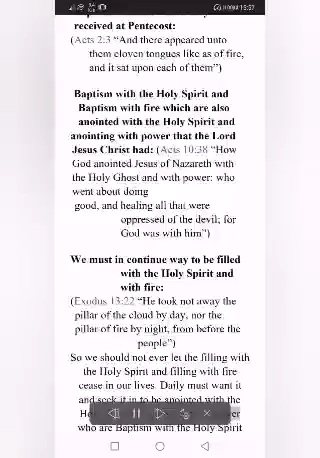 15:57
received at Pentecost:
(Acts 2:3 “And there appeared unto
them cloven tongues like as of fire,
and it sat upon each of them”)
Baptism with the Holy Spirit and
Baptism with fire which are also
anointed with the Holy Spirit and
anointing with power that the Lord
Jesus Christ had: (Acts 10:38 “How
God anointed Jesus of Nazareth with
the Holy Ghost and with power: who
went about doing
good, and healing all that were
oppressed of the devil; for
God was with him”)
We must in continue way to be filled
with the Holy Spirit and
with fire:
(Exodus 13:22 “He took not away the
pillar of the cloud by day, nor the
pillar of fire by night, from before the
people”)
So we should not ever let the filling with
the Holy Spirit and filling with fire
cease in our lives. Daily must want it
and seek it in to be anointed with the
who are Baptism with the Holy Spirit